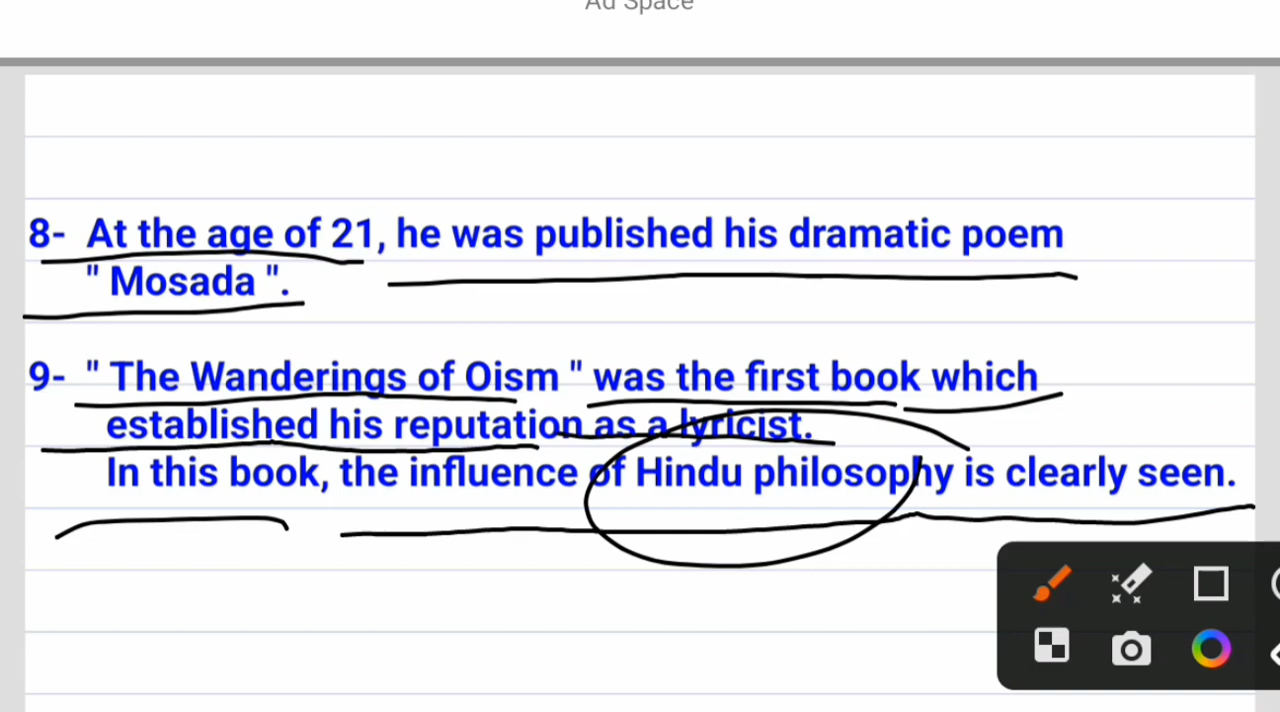 Ad Space
8- At the age of 21, he was published his dramatic poem
" Mosada ".
9- " The Wanderings of Oism " was the first book which
established his reputation as a lyricist.
In this book, the influence of Hindu philosophy is clearly seen.